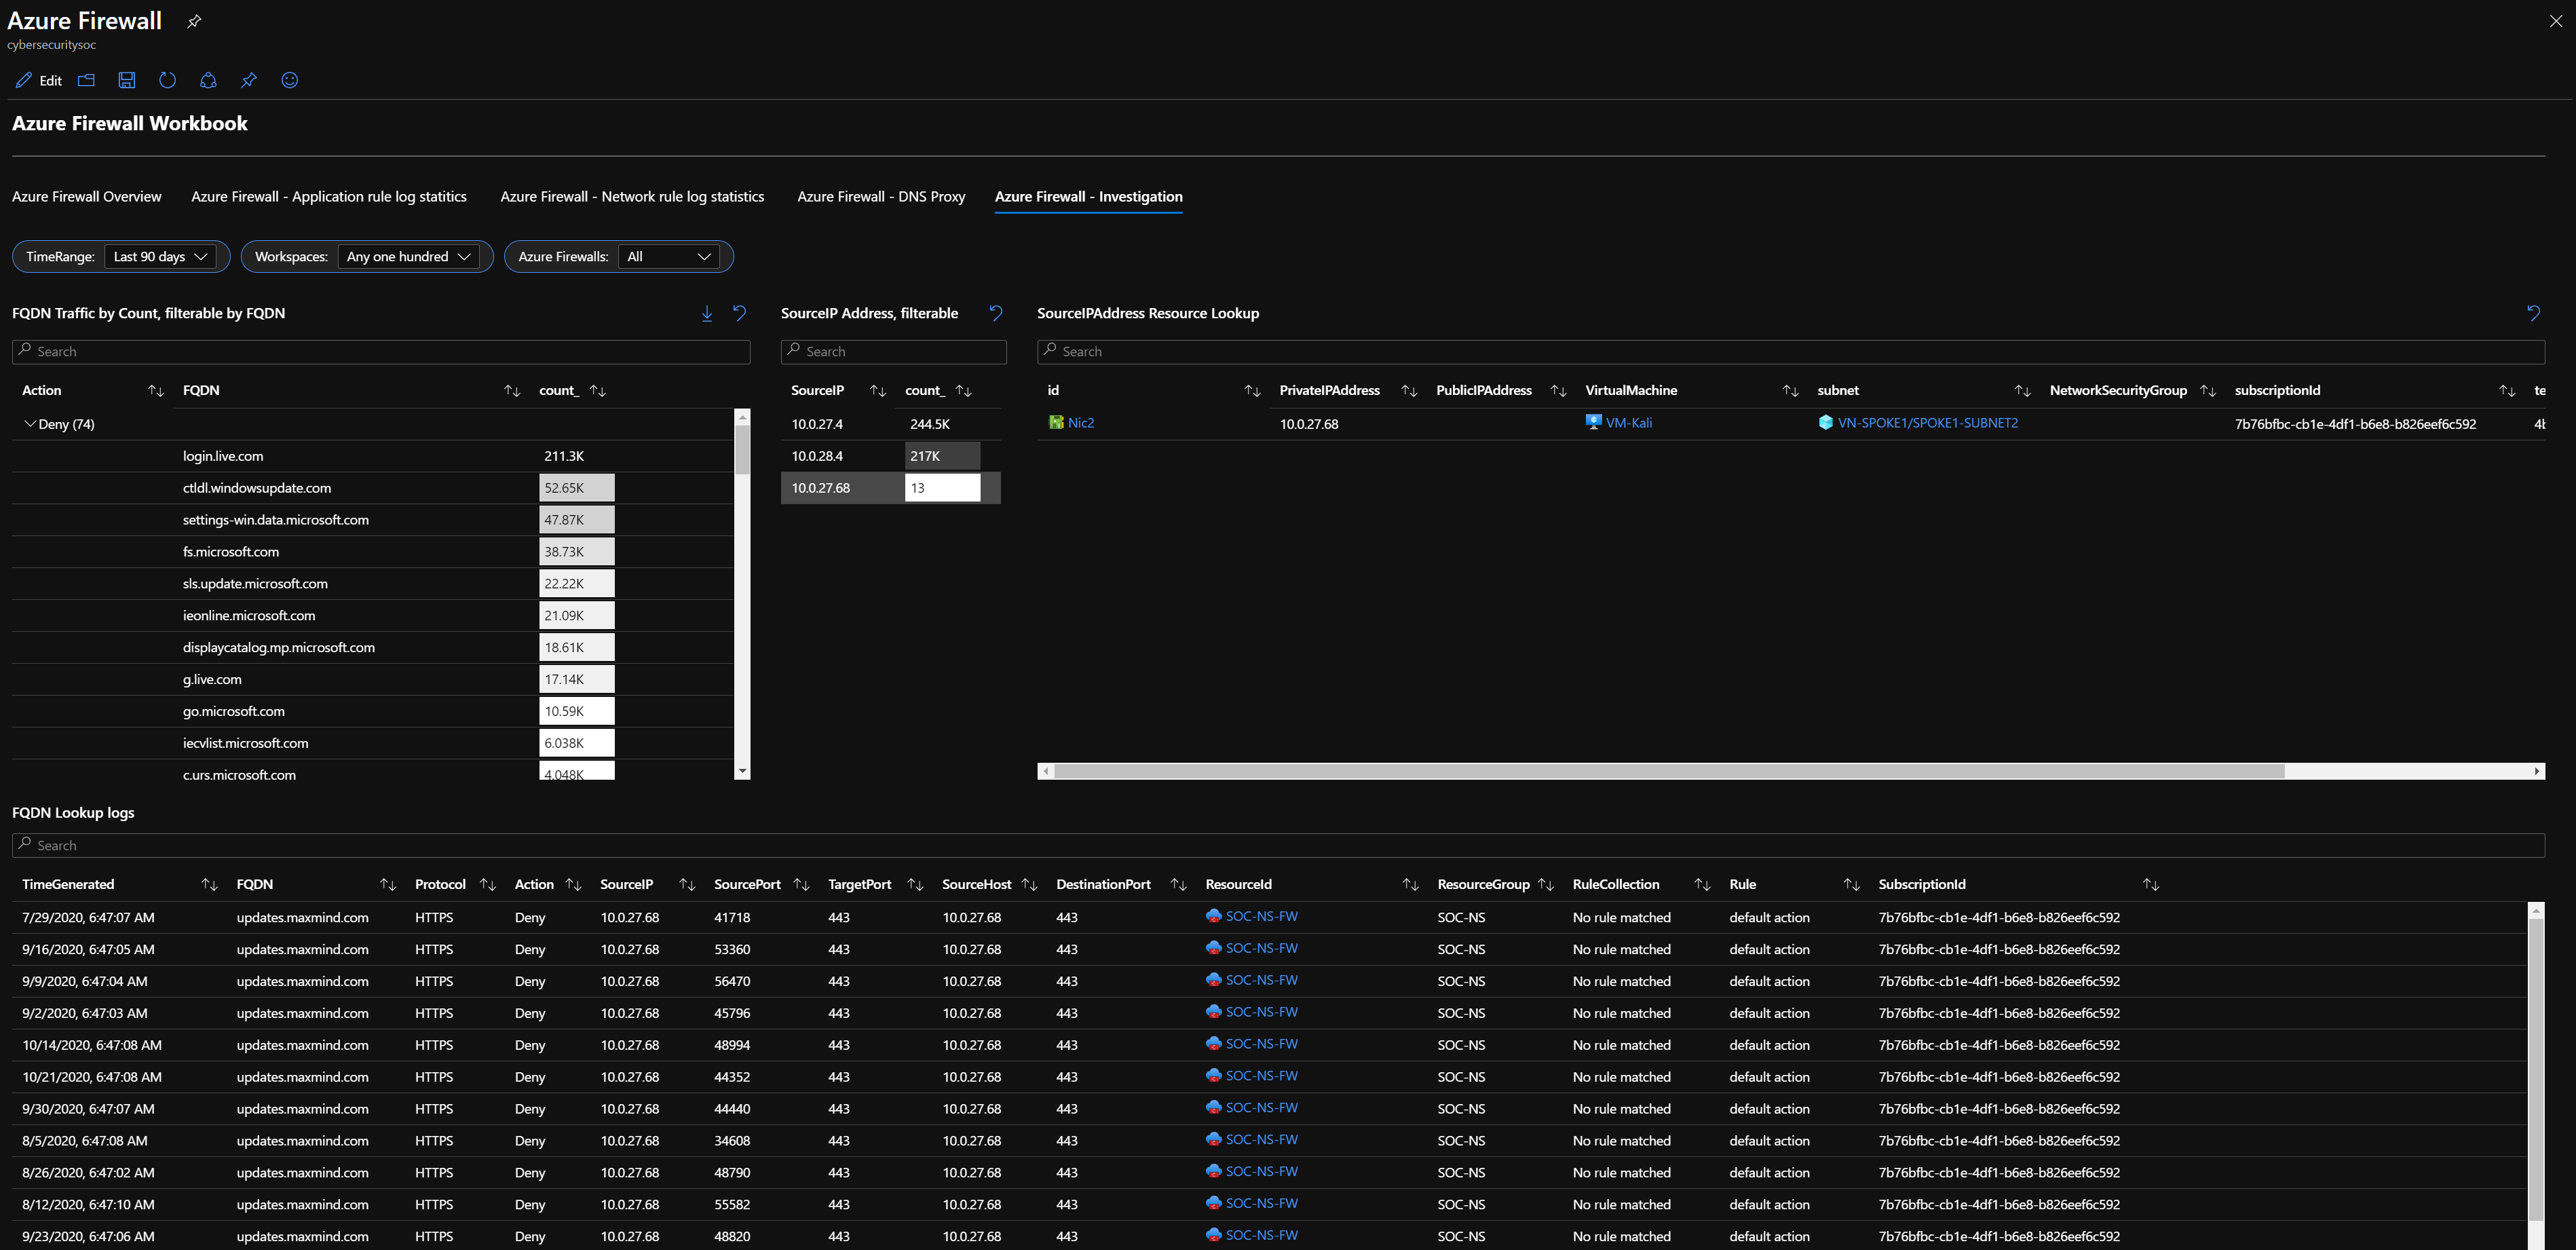 Azure Firewall
cybersecuritysoc
Edit
Azure Firewall Workbook
Azure Firewall Overview Azure Firewall - Application rule log statitics Azure Firewall - Network rule log statistics Azure Firewall - DNS Proxy Azure Firewall - Investigation
TimeRange: Last 90 days Workspaces: Any one hundred Azure Firewalls: All
FQDN Traffic by Count, filterable by FQDN
Search
Action FQDN count_
Deny (74)
login.live.com 211.3K
ctldl.windowsupdate.com 52.65K
settings-win.data.microsoft.com 47.87K
fs.microsoft.com 38.73K
sls.update.microsoft.com 22.22K
ieonline.microsoft.com 21.09K
displaycatalog.mp.microsoft.com 18.61K
g.live.com 17.14K
go.microsoft.com 10.59K
iecvlist.microsoft.com 6.038K
c.urs.microsoft.com 4.048K
SourceIP Address, filterable
Search
SourceIP count_
10.0.27.4 244.5K
10.0.28.4 217K
10.0.27.68 13
SourceIPAddress Resource Lookup
Search
id PrivateIPAddress PublicIPAddress VirtualMachine subnet NetworkSecurityGroup subscriptionId te
Nic2 10.0.27.68 VM-Kali VN-SPOKE1/SPOKE1-SUBNET2 7b76bfbc-cb1e-4df1-b6e8-b826eef6c592
FQDN Lookup logs
Search
TimeGenerated FQDN Protocol Action SourceIP SourcePort TargetPort SourceHost DestinationPort ResourceId ResourceGroup RuleCollection Rule SubscriptionId
7/29/2020, 6:47:07 AM updates.maxmind.com HTTPS Deny 10.0.27.68 41718 443 10.0.27.68 443 SOC-NS-FW SOC-NS No rule matched default action 7b76bfbc-cb1e-4df1-b6e8-b826eef6c592
9/16/2020, 6:47:05 AM updates.maxmind.com HTTPS Deny 10.0.27.68 53360 443 10.0.27.68 443 SOC-NS-FW SOC-NS No rule matched default action 7b76bfbc-cb1e-4df1-b6e8-b826eef6c592
9/9/2020, 6:47:04 AM updates.maxmind.com HTTPS Deny 10.0.27.68 56470 443 10.0.27.68 443 SOC-NS-FW SOC-NS No rule matched default action 7b76bfbc-cb1e-4df1-b6e8-b826eef6c592
9/2/2020, 6:47:03 AM updates.maxmind.com HTTPS Deny 10.0.27.68 45796 443 10.0.27.68 443 SOC-NS-FW SOC-NS No rule matched default action 7b76bfbc-cb1e-4df1-b6e8-b826eef6c592
10/14/2020, 6:47:08 AM updates.maxmind.com HTTPS Deny 10.0.27.68 48994 443 10.0.27.68 443 SOC-NS-FW SOC-NS No rule matched default action 7b76bfbc-cb1e-4df1-b6e8-b826eef6c592
10/21/2020, 6:47:08 AM updates.maxmind.com HTTPS Deny 10.0.27.68 44352 443 10.0.27.68 443 SOC-NS-FW SOC-NS No rule matched default action 7b76bfbc-cb1e-4df1-b6e8-b826eef6c592
9/30/2020, 6:47:07 AM updates.maxmind.com HTTPS Deny 10.0.27.68 44440 443 10.0.27.68 443 SOC-NS-FW SOC-NS No rule matched default action 7b76bfbc-cb1e-4df1-b6e8-b826eef6c592
8/5/2020, 6:47:08 AM updates.maxmind.com HTTPS Deny 10.0.27.68 34608 443 10.0.27.68 443 SOC-NS-FW SOC-NS No rule matched default action 7b76bfbc-cb1e-4df1-b6e8-b826eef6c592
8/26/2020, 6:47:02 AM updates.maxmind.com HTTPS Deny 10.0.27.68 48790 443 10.0.27.68 443 SOC-NS-FW SOC-NS No rule matched default action 7b76bfbc-cb1e-4df1-b6e8-b826eef6c592
8/12/2020, 6:47:10 AM updates.maxmind.com HTTPS Deny 10.0.27.68 55582 443 10.0.27.68 443 SOC-NS-FW SOC-NS No rule matched default action 7b76bfbc-cb1e-4df1-b6e8-b826eef6c592
9/23/2020, 6:47:06 AM updates.maxmind.com HTTPS Deny 10.0.27.68 48820 443 10.0.27.68 443 SOC-NS-FW SOC-NS No rule matched default action 7b76bfbc-cb1e-4df1-b6e8-b826eef6c592